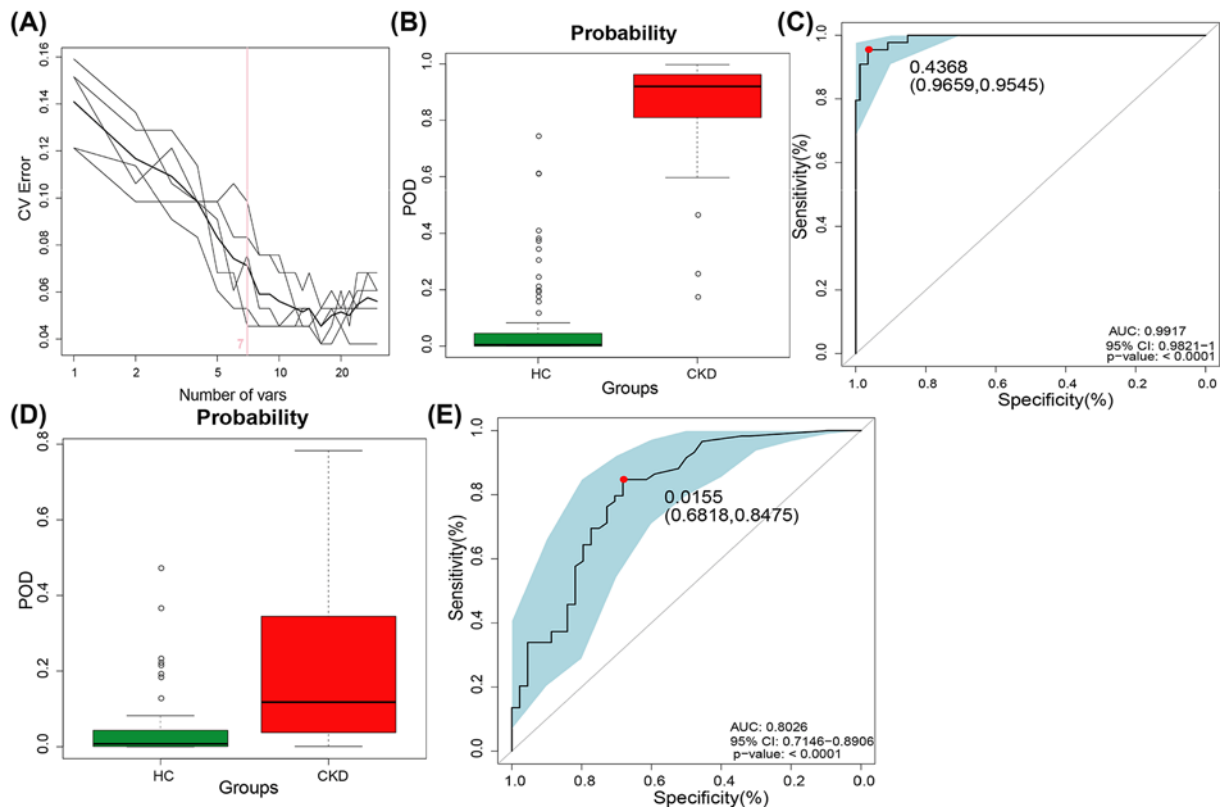 (A)
CV Error
0.16
0.14
0.12
0.10
0.08
0.06
0.04
7
1
2
5
10
20
Number of vars
(B)
Probability
POD
1.0
0.8
0.6
0.4
0.2
0.0
HC
CKD
Groups
(C)
Sensitivity(%)
1.0
0.8
0.6
0.4
0.2
0.0
0.4368
(0.9659,0.9545)
AUC: 0.9917
95% CI: 0.9821-1
p-value: < 0.0001
1.0
0.8
0.6
0.4
0.2
0.0
Specificity(%)
(D)
Probability
POD
0.8
0.6
0.4
0.2
0.0
HC
CKD
Groups
(E)
Sensitivity(%)
1.0
0.8
0.6
0.4
0.2
0.0
0.0155
(0.6818,0.8475)
AUC: 0.8026
95% CI: 0.7146-0.8906
p-value: < 0.0001
1.0
0.8
0.6
0.4
0.2
0.0
Specificity(%)